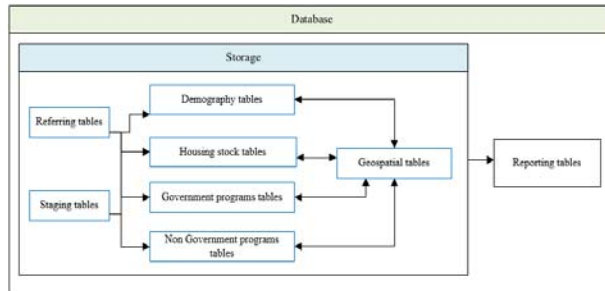 Database
Storage
Demography tables
Referring tables
Housing stock tables
Geospatial tables
Reporting tables
Government programs tables
Staging tables
Non Government programs
tables